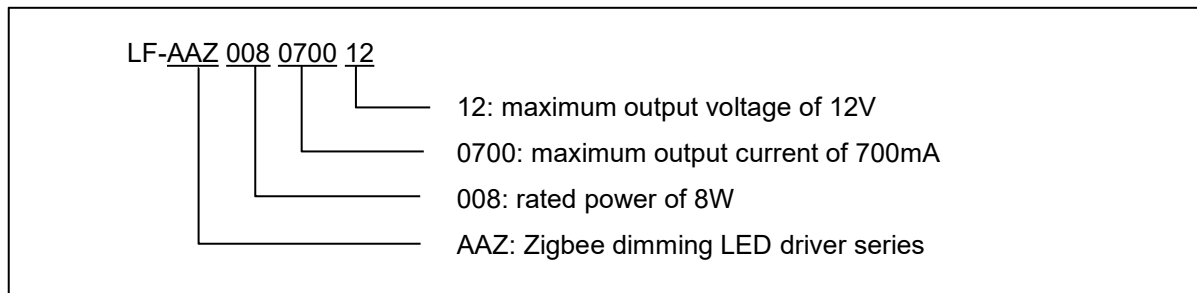 LF-AAZ 008 0700 12
12: maximum output voltage of 12V
0700: maximum output current of 700mA
008: rated power of 8W
AAZ: Zigbee dimming LED driver series